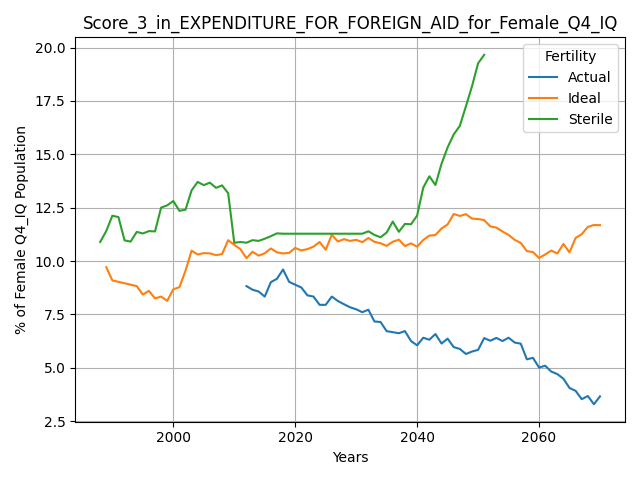 Score_3_in_EXPENDITURE_FOR_FOREIGN_AID_for_Female_Q4_IQ
Fertility
Actual
Ideal
Sterile
20.0
17.5
15.0
12.5
10.0
7.5
5.0
2.5
% of Female Q4_IQ Population
2000
2020
2040
2060
Years